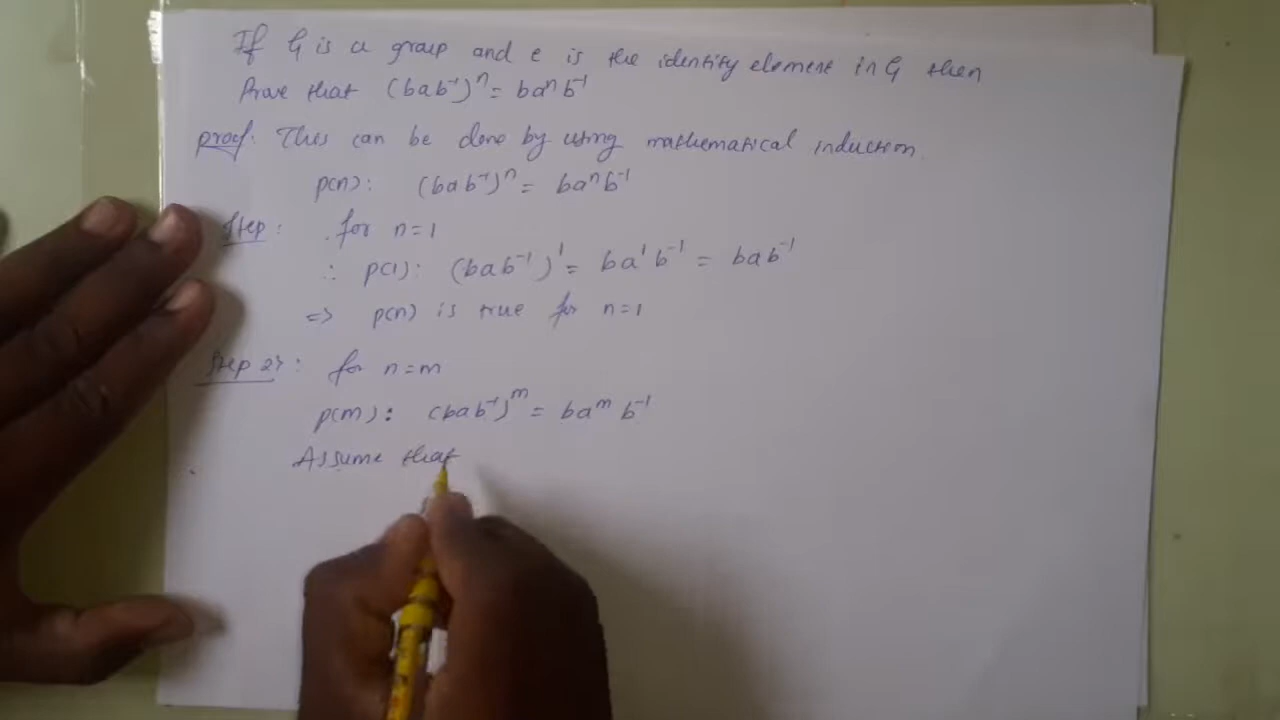 If G is a group and e is the identity element in G then
Prove that (bab⁻¹)ⁿ = baⁿb⁻¹
proof: This can be done by using mathematical induction.
p(n): (bab⁻¹)ⁿ = baⁿb⁻¹
Step : for n=1
∴ p(1): (bab⁻¹)¹ = ba¹b⁻¹ = bab⁻¹
=> p(n) is true for n=1
Step 2: for n=m
p(m): (bab⁻¹)ᵐ = baᵐ b⁻¹
Assume that